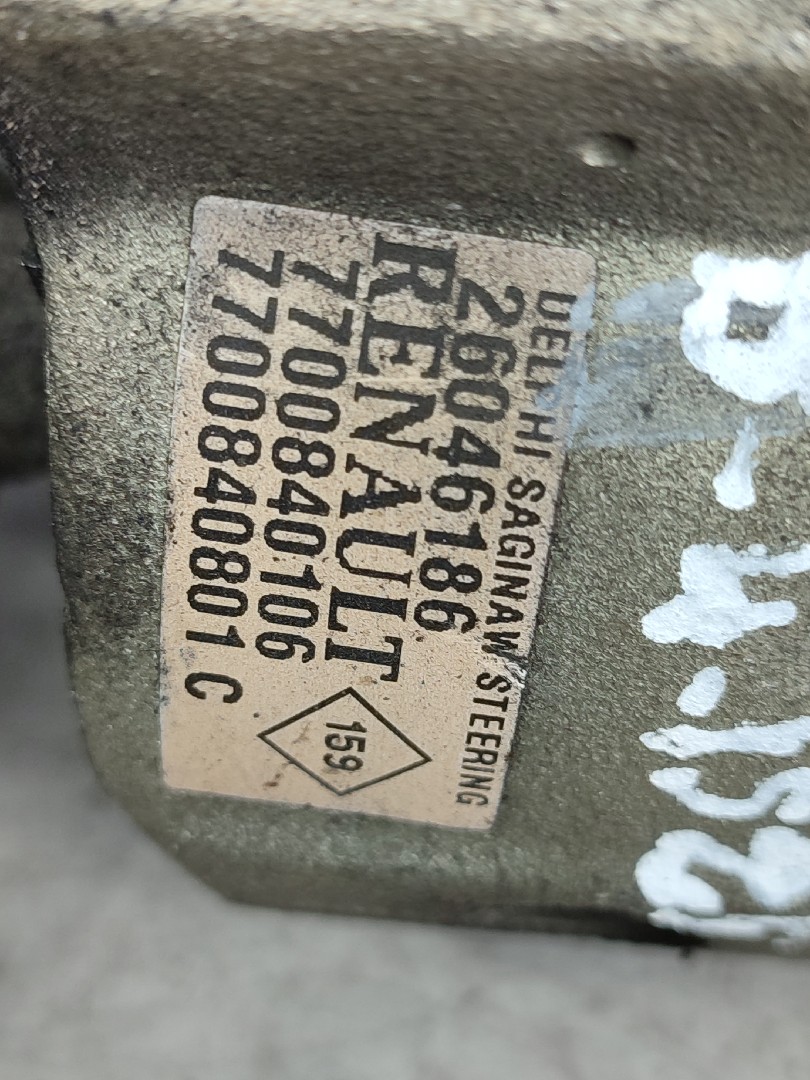 DELPHI SAGINAW STEERING
26046186
RENAULT
7700840106
7700840801 C
159